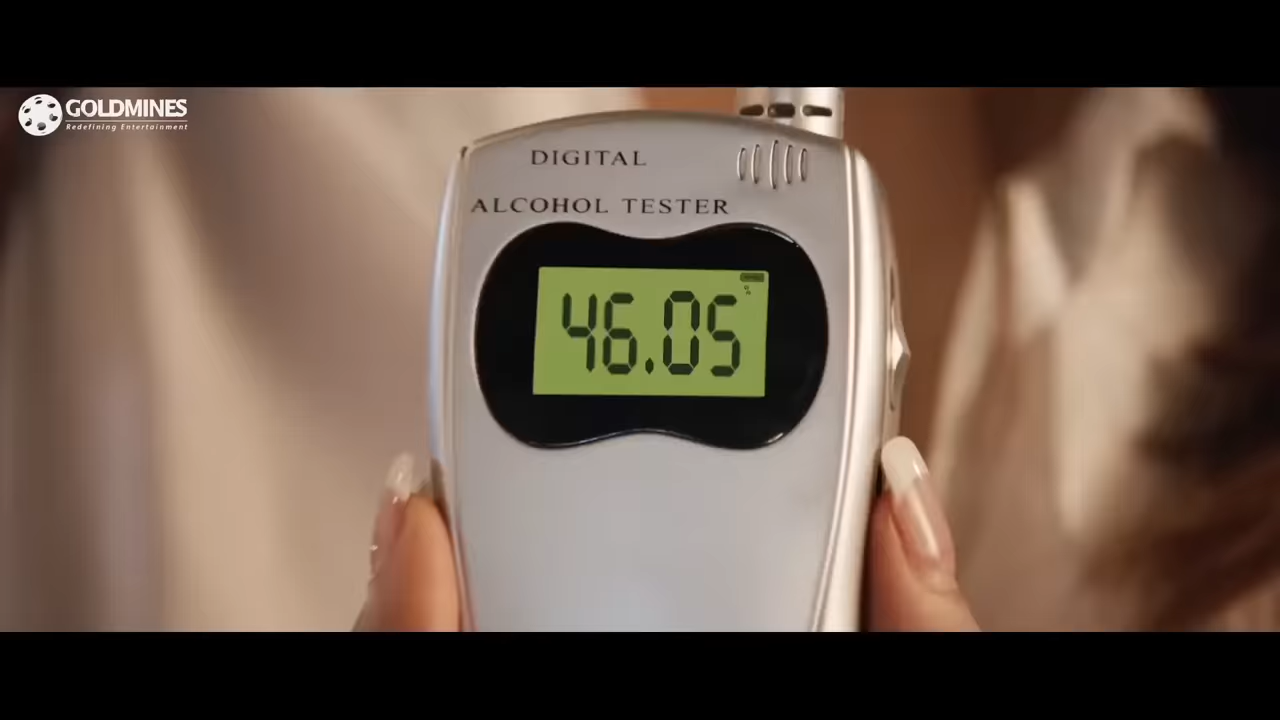 GOLDMINES
Redefining Entertainment
DIGITAL
ALCOHOL TESTER
46.05